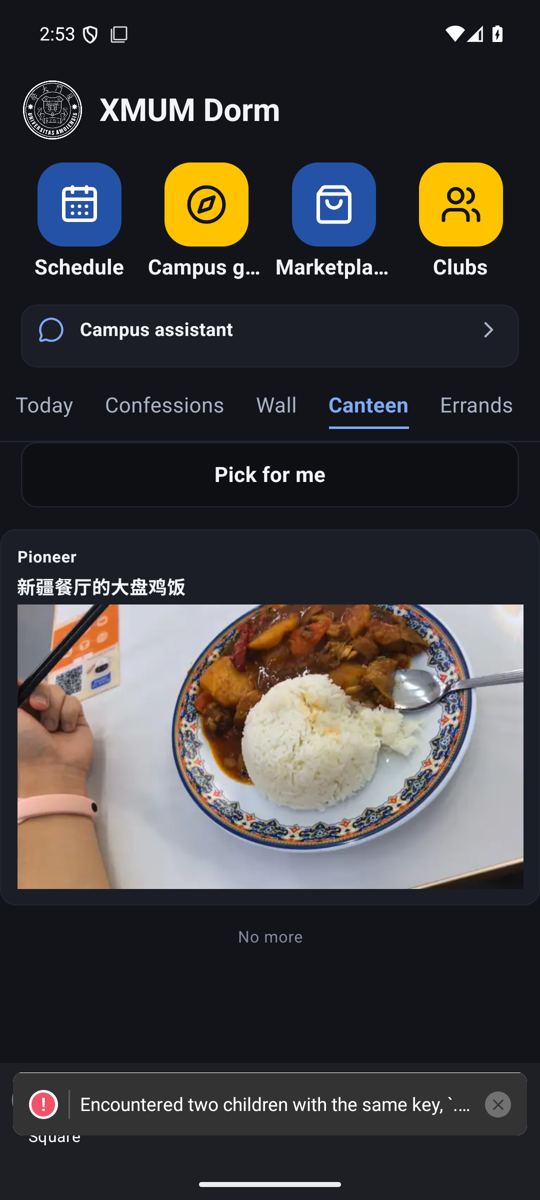 2:53
XMUM Dorm
Schedule
Campus g...
Marketpla...
Clubs
Campus assistant
Today
Confessions
Wall
Canteen
Errands
Pick for me
Pioneer
新疆餐厅的大盘鸡饭
No more
Encountered two children with the same key, `....
Square